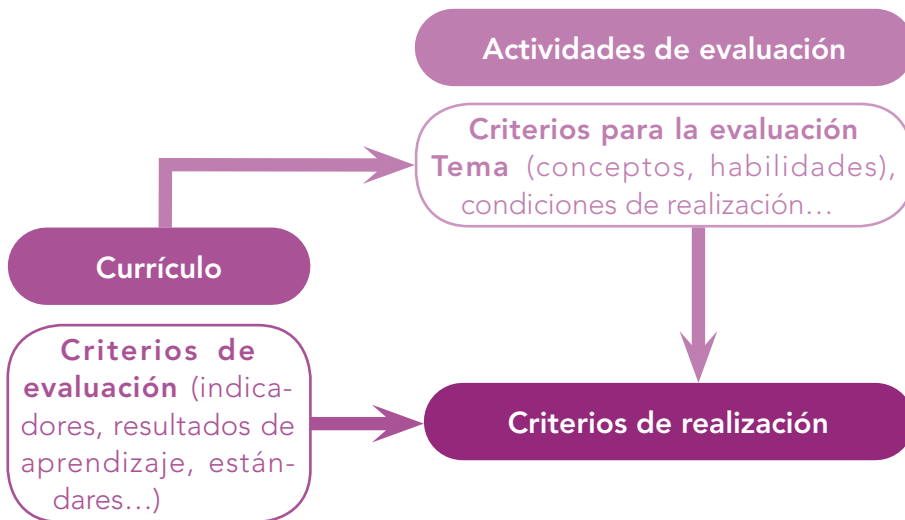 Actividades de evaluación
Criterios para la evaluación
Tema (conceptos, habilidades),
condiciones de realización…
Currículo
Criterios de
evaluación (indica-
dores, resultados de
aprendizaje, están-
dares…)
Criterios de realización